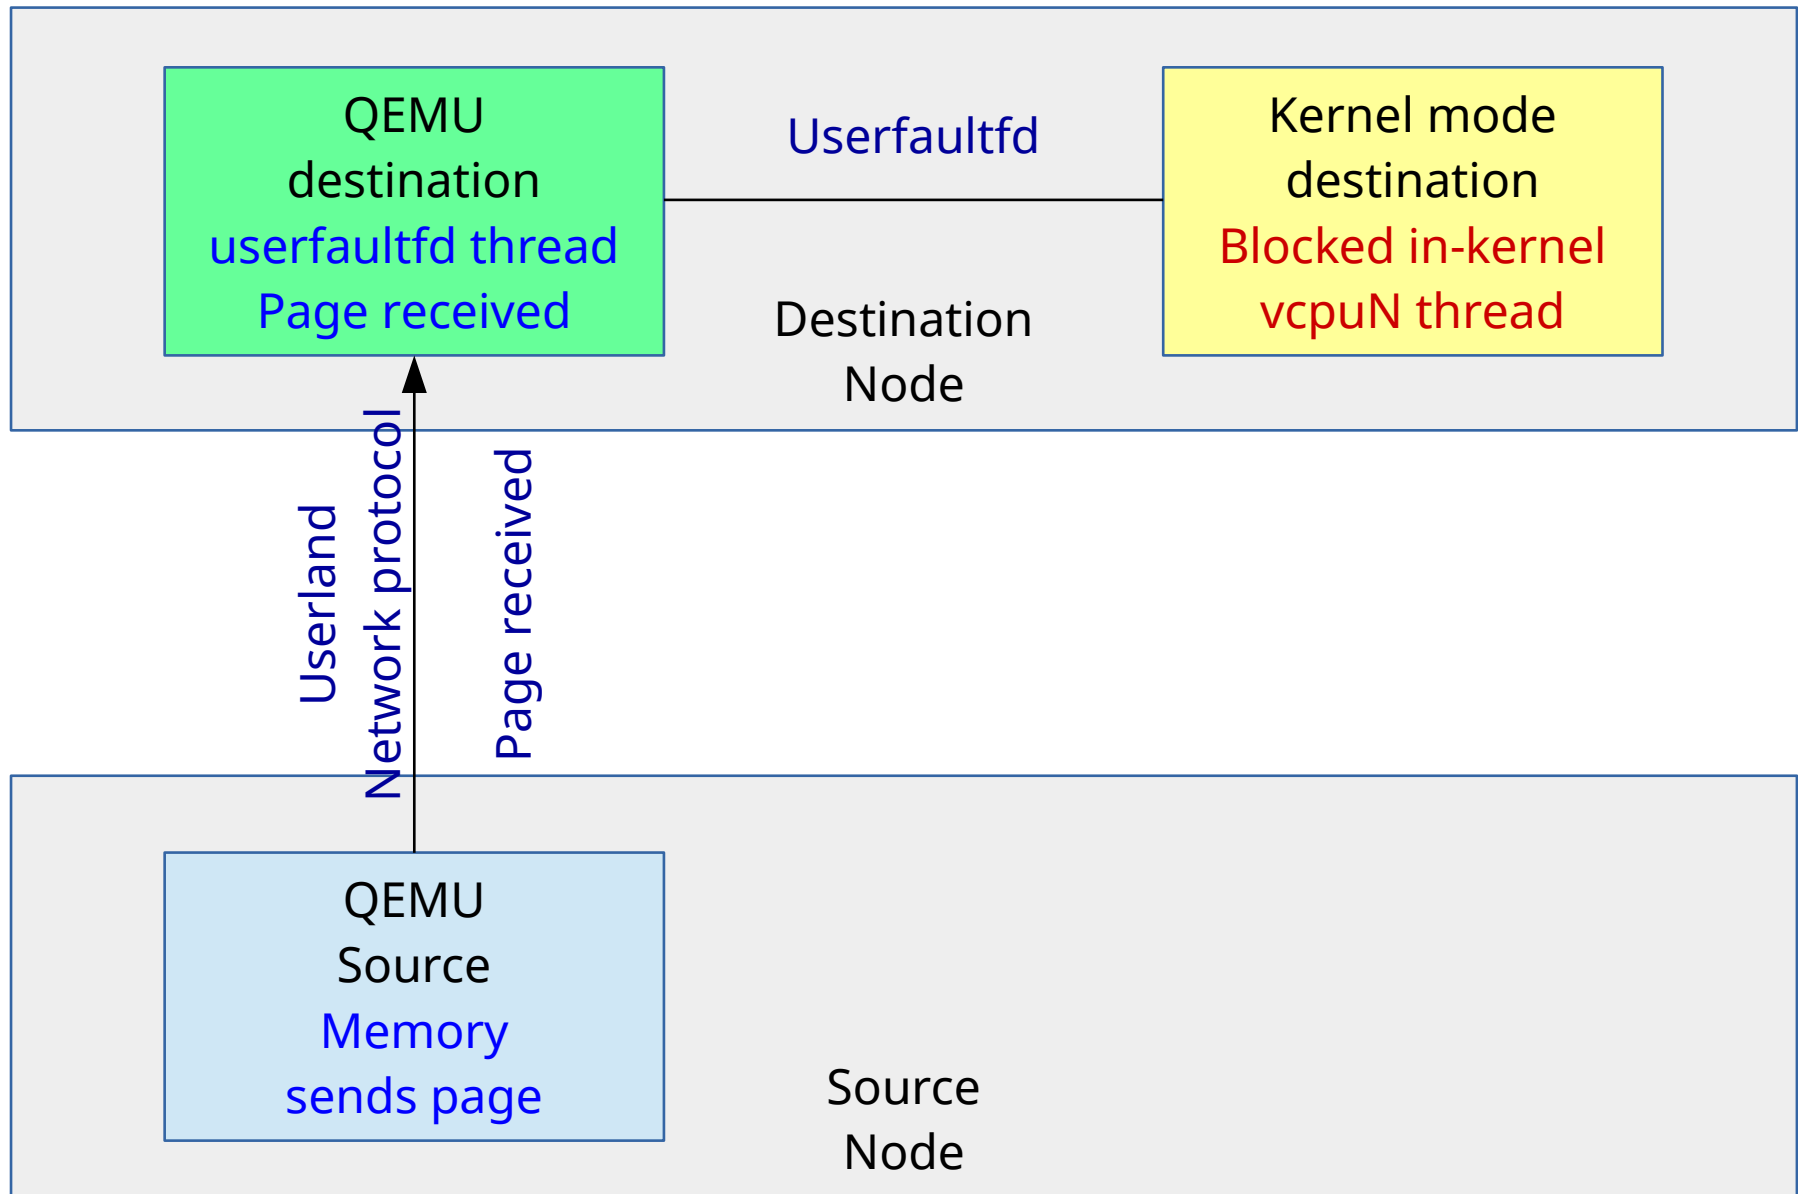 QEMU
destination
userfaultfd thread
Page received
Userfaultfd
Kernel mode
destination
Blocked in-kernel
vcpuN thread
Destination
Node
Userland
Network protocol
Page received
QEMU
Source
Memory
sends page
Source
Node